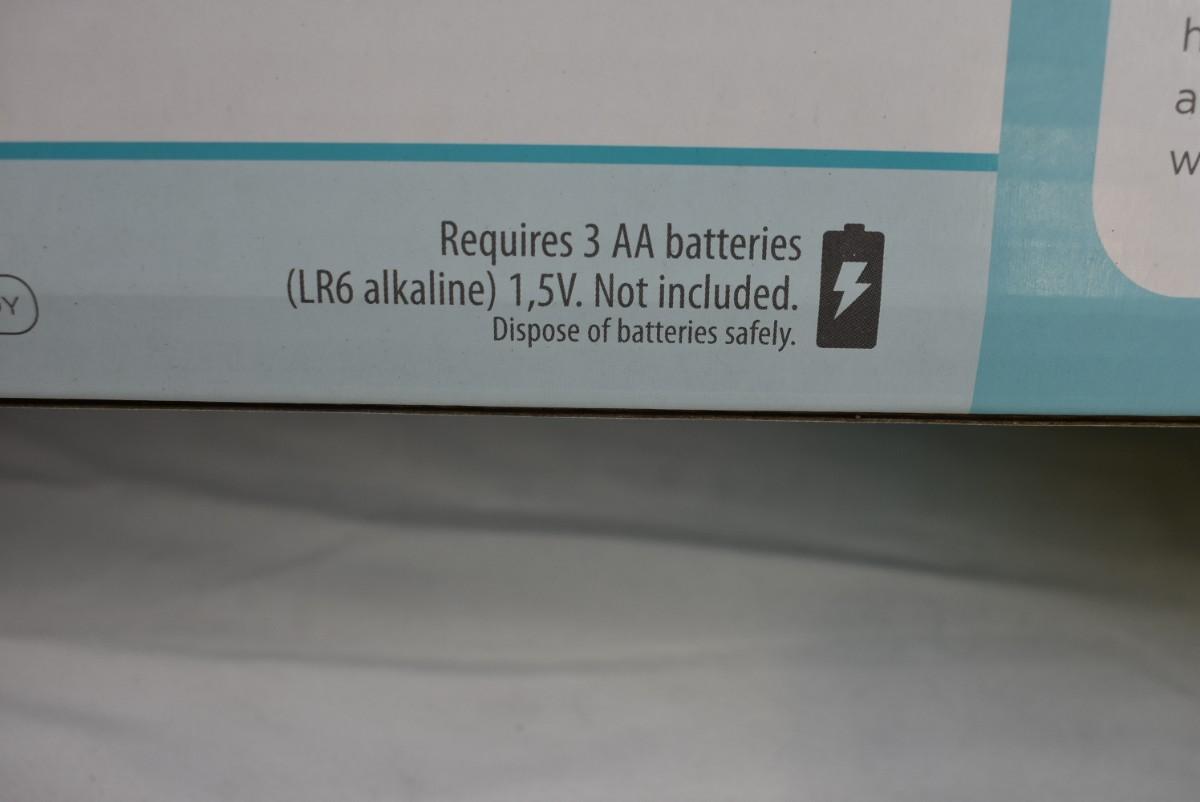 Requires 3 AA batteries
(LR6 alkaline) 1,5V. Not included.
Dispose of batteries safely.